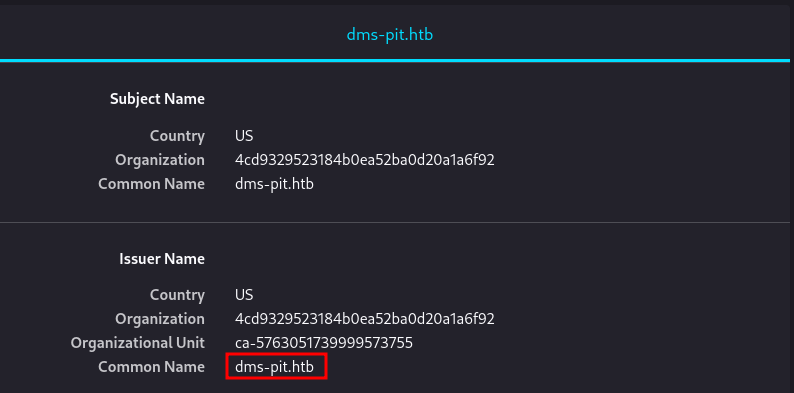 dms-pit.htb
Subject Name
Country US
Organization 4cd9329523184b0ea52ba0d20a1a6f92
Common Name dms-pit.htb
Issuer Name
Country US
Organization 4cd9329523184b0ea52ba0d20a1a6f92
Organizational Unit ca-5763051739999573755
Common Name dms-pit.htb